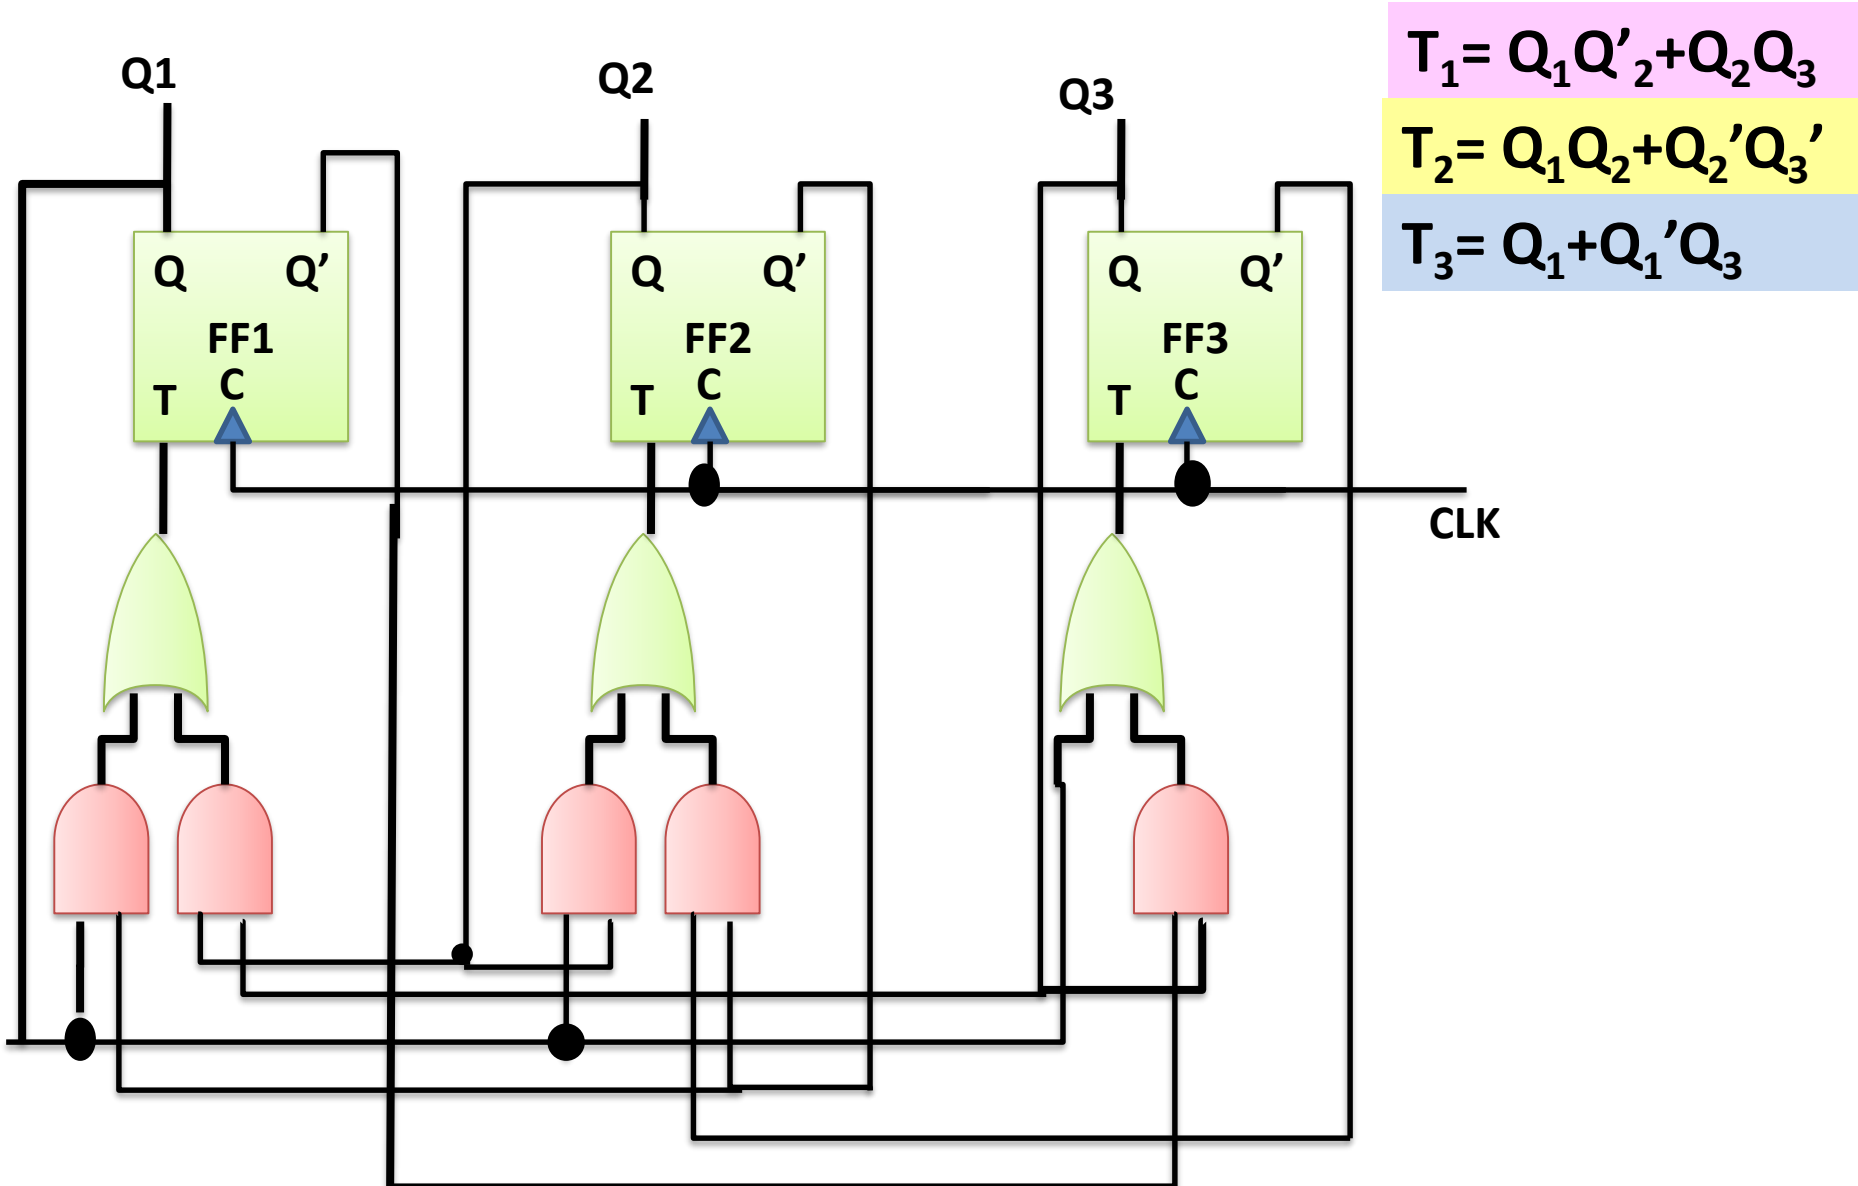 Q1
Q2
Q3
T₁= Q₁Q’₂+Q₂Q₃
T₂= Q₁Q₂+Q₂’Q₃’
T₃= Q₁+Q₁’Q₃
Q Q’
FF1
T C
Q Q’
FF2
T C
Q Q’
FF3
T C
CLK